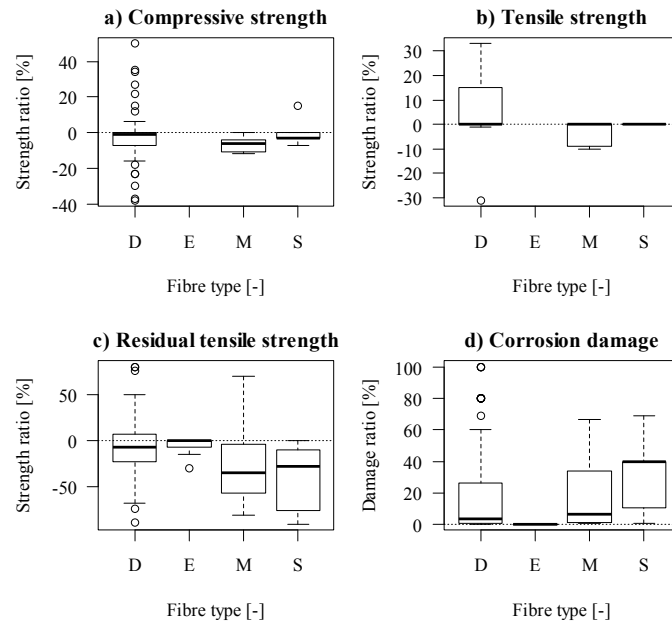 a) Compressive strength
Strength ratio [%]
40
20
0
-20
-40
D E M S
Fibre type [-]
b) Tensile strength
Strength ratio [%]
30
20
10
0
-10
-20
-30
D E M S
Fibre type [-]
c) Residual tensile strength
Strength ratio [%]
50
0
-50
D E M S
Fibre type [-]
d) Corrosion damage
Damage ratio [%]
100
80
60
40
20
0
D E M S
Fibre type [-]